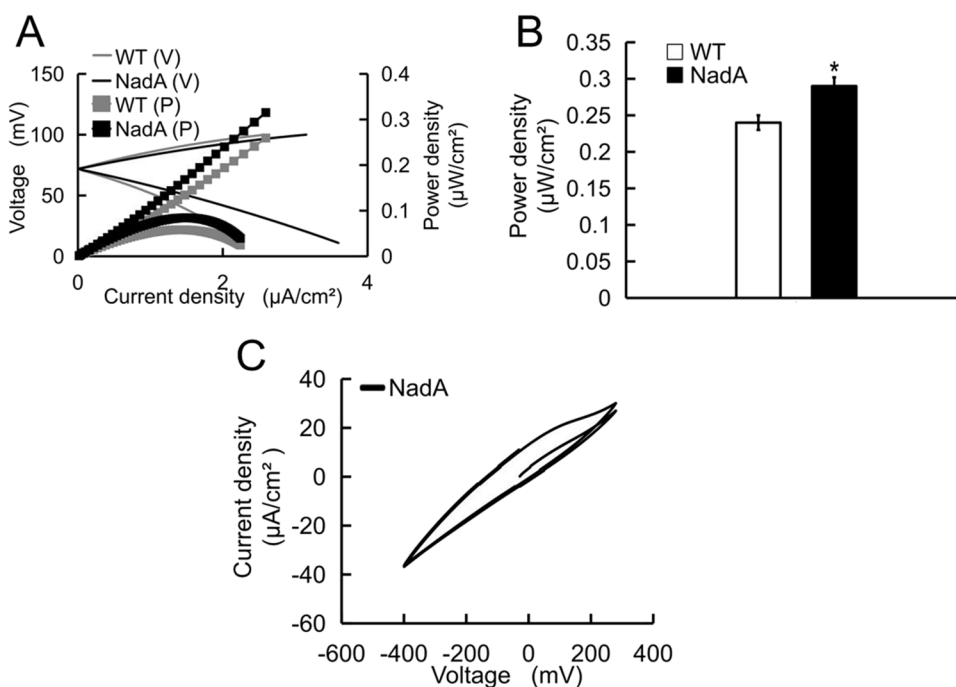 A
WT (V)
NadA (V)
WT (P)
NadA (P)
150
100
50
0
Voltage (mV)
0.4
0.3
0.2
0.1
0
Power density
(µW/cm²)
0
2
4
Current density (µA/cm²)
B
WT
NadA
*
0.35
0.3
0.25
0.2
0.15
0.1
0.05
0
Power density
(µW/cm²)
C
NadA
40
20
0
-20
-40
-60
Current density
(µA/cm²)
-600 -400 -200 0 200 400
Voltage (mV)